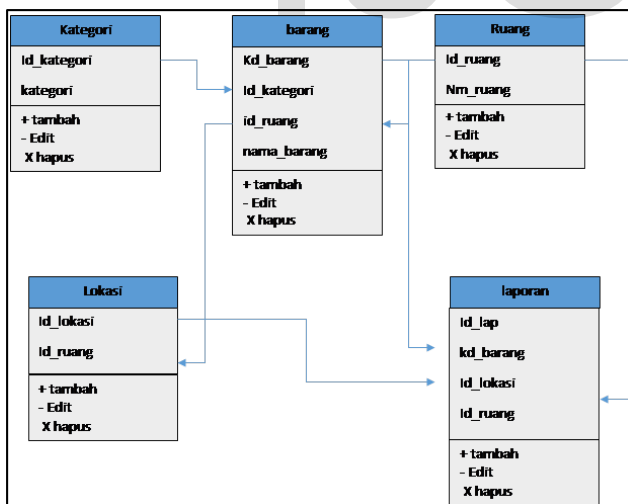 Kategori
Id_kategori
kategori
+ tambah
- Edit
X hapus
barang
Kd_barang
Id_kategori
id_ruang
nama_barang
+ tambah
- Edit
X hapus
Ruang
Id_ruang
Nm_ruang
+ tambah
- Edit
X hapus
Lokasi
Id_lokasi
Id_ruang
+ tambah
- Edit
X hapus
laporan
Id_lap
kd_barang
Id_lokasi
Id_ruang
+ tambah
- Edit
X hapus